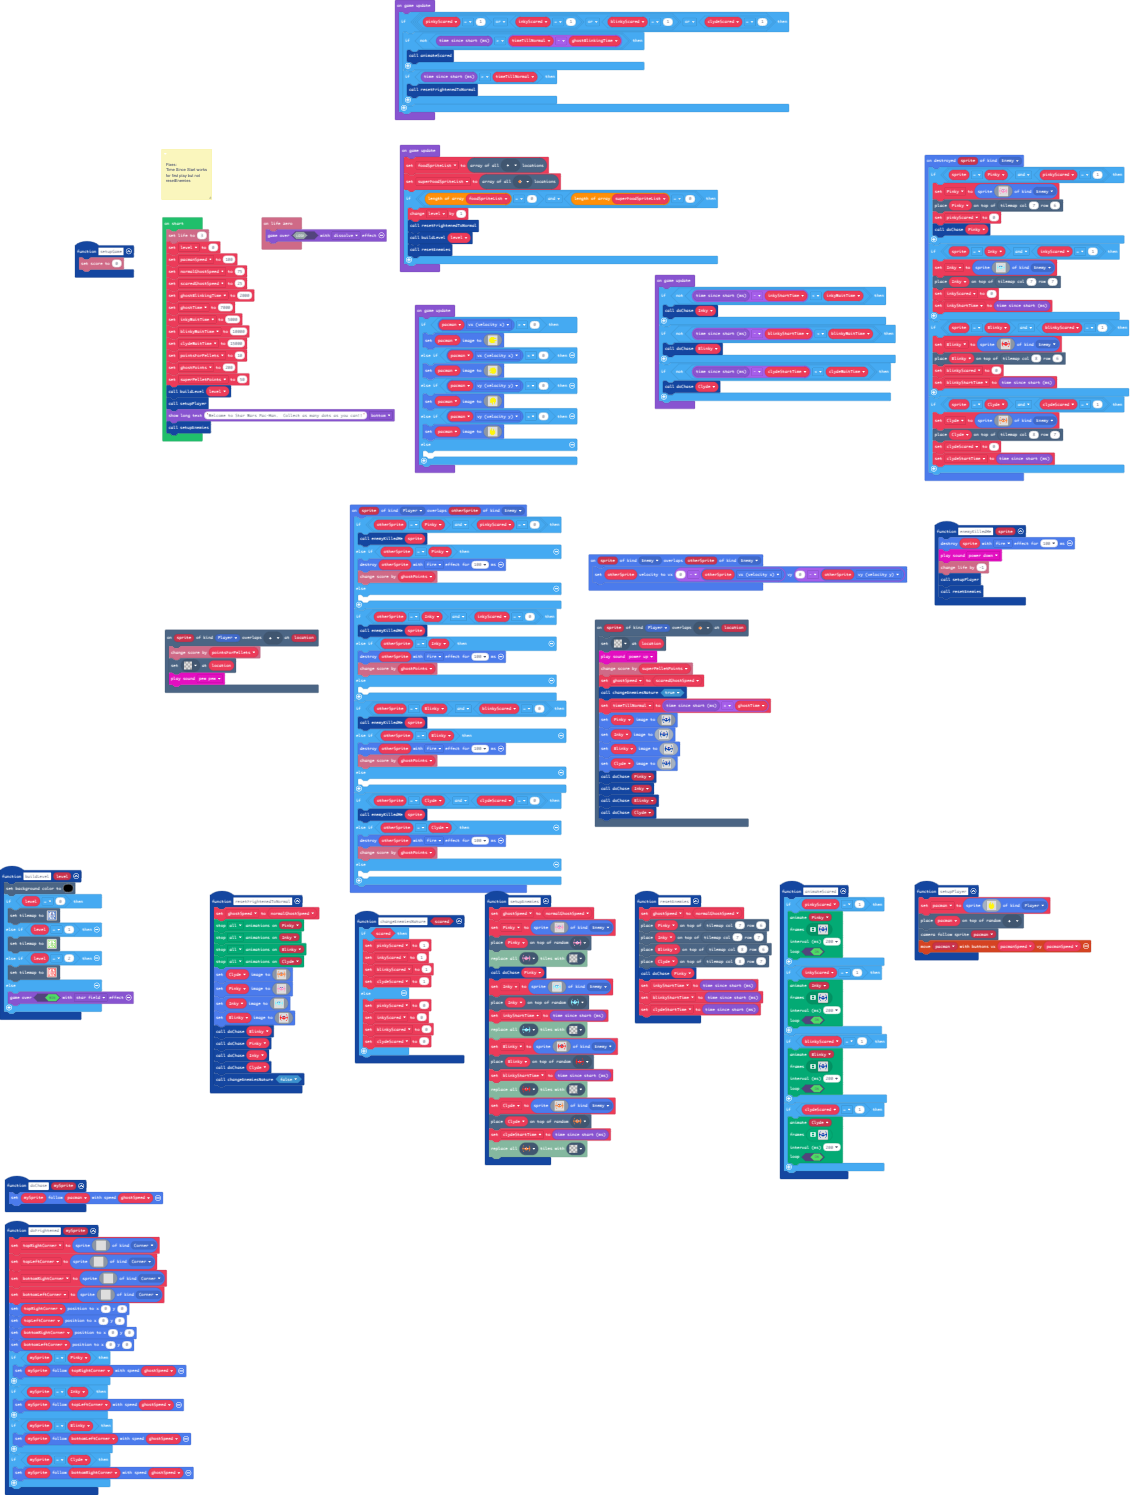 on game update
if pinkyScared = 1 or inkyScared = 1 or blinkyScared = 1 or clydeScared = 1 then
if not time since start (ms) < timeTillNormal - ghostBlinkingTime then
call animateScared
if time since start (ms) timeTillNormal then
call resetFrightenedToNormal
Time Since Start works
for first play but not
resetEnemies
on start
set life to
set level to 0
set pacmanSpeed to 100
set normalGhostSpeed to
set scaredGhostSpeed to
set ghostBlinkingTime to
set ghostTime to
set inkyWaitTime to 5000
set blinkyWaitTime to 10000
set clydeWaitTime to 15000
set pointsforPellets to 10
set ghostPoints to 200
set superPelletPoints to 50
call buildLevel level
call setupPlayer
show long text "Welcome to Star Wars Pac-Man. Collect as many dots as you can!!" bottom
call setupEnemies
on life zero
game over with dissolve effect
function setupGame
set score to 0
on game update
set foodSpriteList to array of all locations
set superFoodSpriteList to array of all locations
if length of array foodSpriteList = 0 and length of array superFoodSpriteList = 0 then
change level by 1
call resetFrightenedToNormal
call buildLevel level
call resetEnemies
on game update
if pacman vx (velocity x) 0 then
set pacman image to
else if pacman vx (velocity x) 0 then
set pacman image to
else if pacman vy (velocity y) 0 then
set pacman image to
else if pacman vy (velocity y) 0 then
set pacman image to
else
on game update
if not time since start (ms) - inkyStartTime < inkyWaitTime then
call doChase Inky
if not time since start (ms) - blinkyStartTime < blinkyWaitTime then
call doChase Blinky
if not time since start (ms) - clydeStartTime < clydeWaitTime then
call doChase Clyde
on destroyed sprite of kind Enemy
if sprite = Pinky and pinkyScared = 1 then
set Pinky to sprite of kind Enemy
place Pinky on top of tilemap col row
set pinkyScared to 0
call doChase Pinky
if sprite = Inky and inkyScared = 1 then
set Inky to sprite of kind Enemy
place Inky on top of tilemap col row
set inkyScared to 0
set inkyStartTime to time since start (ms)
if sprite = Blinky and blinkyScared = 1 then
set Blinky to sprite of kind Enemy
place Blinky on top of tilemap col row
set blinkyScared to 0
set blinkyStartTime to time since start (ms)
if sprite = Clyde and clydeScared = 1 then
set Clyde to sprite of kind Enemy
place Clyde on top of tilemap col row
set clydeScared to 0
set clydeStartTime to time since start (ms)
on sprite of kind Player overlaps otherSprite of kind Enemy
if otherSprite = Pinky and pinkyScared = 0 then
call enemyKilledMe sprite
else if otherSprite = Pinky then
destroy otherSprite with fire effect for 100 ms
change score by ghostPoints
else
if otherSprite = Inky and inkyScared = 0 then
call enemyKilledMe sprite
else if otherSprite = Inky then
destroy otherSprite with fire effect for 100 ms
change score by ghostPoints
else
if otherSprite = Blinky and blinkyScared = 0 then
call enemyKilledMe sprite
else if otherSprite = Blinky then
destroy otherSprite with fire effect for 100 ms
change score by ghostPoints
else
if otherSprite = Clyde and clydeScared = 0 then
call enemyKilledMe sprite
else if otherSprite = Clyde then
destroy otherSprite with fire effect for 100 ms
change score by ghostPoints
else
on sprite of kind Enemy overlaps otherSprite of kind Enemy
set otherSprite velocity to vx 0 - otherSprite vx (velocity x) vy 0 - otherSprite vy (velocity y)
function enemyKilledMe sprite
destroy sprite with fire effect for 100 ms
play sound power down
change life by -1
call setupPlayer
call resetEnemies
on sprite of kind Player overlaps at location
change score by pointsforPellets
set at location
play sound pew pew
on sprite of kind Player overlaps at location
set at location
play sound power up
change score by superPelletPoints
set ghostSpeed to scaredGhostSpeed
call changeEnemiesNature true
set timeTillNormal to time since start (ms) + ghostTime
set Pinky image to
set Inky image to
set Blinky image to
set Clyde image to
call doChase Pinky
call doChase Inky
call doChase Blinky
call doChase Clyde
function buildLevel level
set background color to
if level = 0 then
set tilemap to
else if level = 1 then
set tilemap to
else if level = 2 then
set tilemap to
else
game over with star field effect
function resetFrightenedToNormal
set ghostSpeed to normalGhostSpeed
stop all animations on Pinky
stop all animations on Inky
stop all animations on Blinky
stop all animations on Clyde
set Clyde image to
set Pinky image to
set Inky image to
set Blinky image to
call doChase Blinky
call doChase Pinky
call doChase Inky
call doChase Clyde
call changeEnemiesNature false
function changeEnemiesNature scared
if scared then
set pinkyScared to 1
set inkyScared to 1
set blinkyScared to 1
set clydeScared to 1
else
set pinkyScared to 0
set inkyScared to 0
set blinkyScared to 0
set clydeScared to 0
function setupEnemies
set ghostSpeed to normalGhostSpeed
set Pinky to sprite of kind Enemy
place Pinky on top of random
replace all tiles with
call doChase Pinky
set Inky to sprite of kind Enemy
place Inky on top of random
set inkyStartTime to time since start (ms)
replace all tiles with
set Blinky to sprite of kind Enemy
place Blinky on top of random
set blinkyStartTime to time since start (ms)
replace all tiles with
set Clyde to sprite of kind Enemy
place Clyde on top of random
set clydeStartTime to time since start (ms)
replace all tiles with
function resetEnemies
set ghostSpeed to normalGhostSpeed
place Pinky on top of tilemap col row
place Inky on top of tilemap col row
place Blinky on top of tilemap col row
place Clyde on top of tilemap col row
call doChase Pinky
set inkyStartTime to time since start (ms)
set blinkyStartTime to time since start (ms)
set clydeStartTime to time since start (ms)
function animateScared
if pinkyScared = 1 then
animate Pinky
frames
interval (ms) 200
loop
if inkyScared = 1 then
animate Inky
frames
interval (ms) 200
loop
if blinkyScared = 1 then
animate Blinky
frames
interval (ms) 200
loop
if clydeScared = 1 then
animate Clyde
frames
interval (ms) 200
loop
function setupPlayer
set pacman to sprite of kind Player
place pacman on top of random
camera follow sprite pacman
move pacman with buttons vx pacmanSpeed vy pacmanSpeed
function doChase mySprite
set mySprite follow pacman with speed ghostSpeed
function doFrightened mySprite
set topRightCorner to sprite of kind Corner
set topLeftCorner to sprite of kind Corner
set bottomRightCorner to sprite of kind Corner
set bottomLeftCorner to sprite of kind Corner
set topRightCorner position to x 0 y 0
set topLeftCorner position to x 0 y 0
set bottomRightCorner position to x 0 y 0
set bottomLeftCorner position to x 0 y 0
if mySprite = Pinky then
set mySprite follow topRightCorner with speed ghostSpeed
if mySprite = Inky then
set mySprite follow topLeftCorner with speed ghostSpeed
if mySprite = Blinky then
set mySprite follow bottomLeftCorner with speed ghostSpeed
if mySprite = Clyde then
set mySprite follow bottomRightCorner with speed ghostSpeed